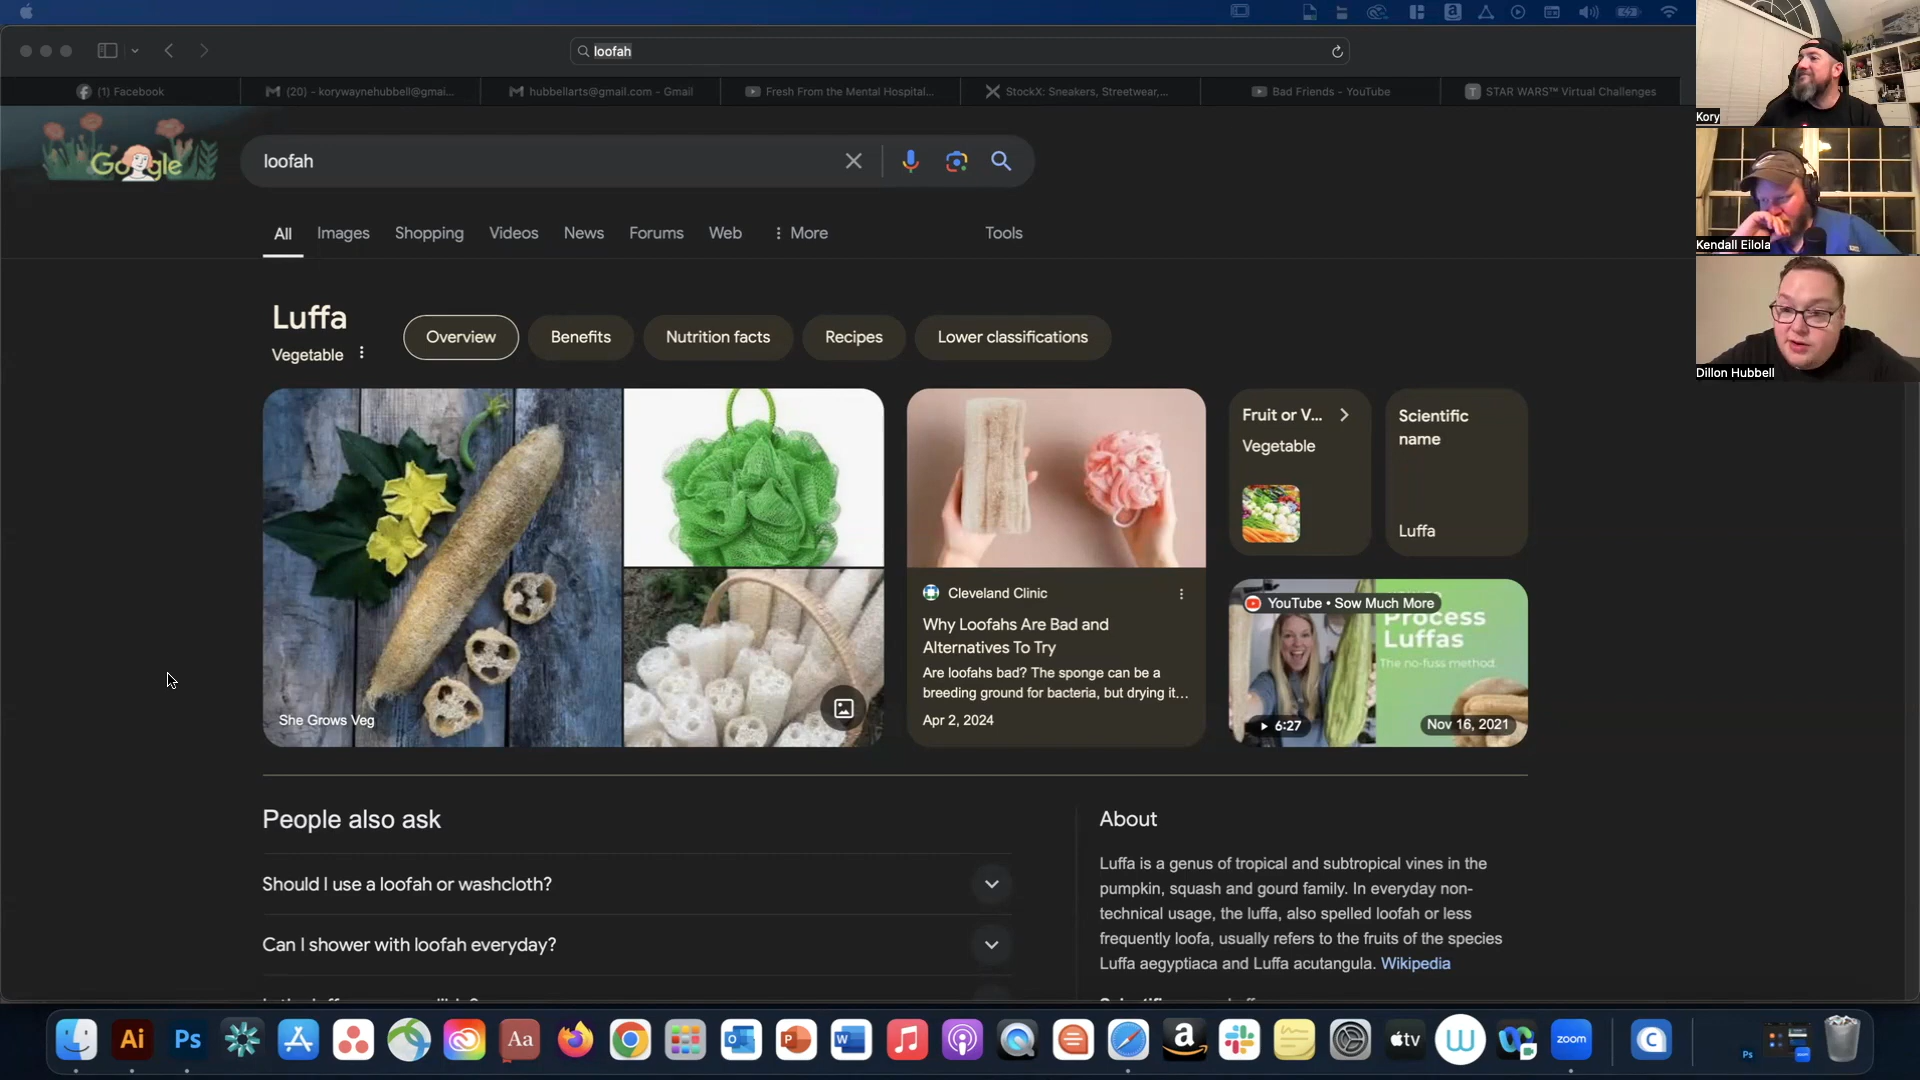 loofah
(1) Facebook
(20) - korywaynehubbell@gmai...
hubbellarts@gmail.com - Gmail
Fresh From the Mental Hospital...
StockX: Sneakers, Streetwear,...
Bad Friends - YouTube
STAR WARS™ Virtual Challenges
Kory
Kendall Eilola
Dillon Hubbell
Google
loofah
All
Images
Shopping
Videos
News
Forums
Web
More
Tools
Luffa
Vegetable
Overview
Benefits
Nutrition facts
Recipes
Lower classifications
She Grows Veg
Cleveland Clinic
Why Loofahs Are Bad and
Alternatives To Try
Are loofahs bad? The sponge can be a
breeding ground for bacteria, but drying it...
Apr 2, 2024
Fruit or V...
Vegetable
Scientific
name
Luffa
YouTube • Sow Much More
Process
Luffas
The no-fuss method.
6:27
Nov 16, 2021
People also ask
Should I use a loofah or washcloth?
Can I shower with loofah everyday?
About
Luffa is a genus of tropical and subtropical vines in the
pumpkin, squash and gourd family. In everyday non-
technical usage, the luffa, also spelled loofah or less
frequently loofa, usually refers to the fruits of the species
Luffa aegyptiaca and Luffa acutangula. Wikipedia
Ai
Ps
Aa
tv
zoom
Ps